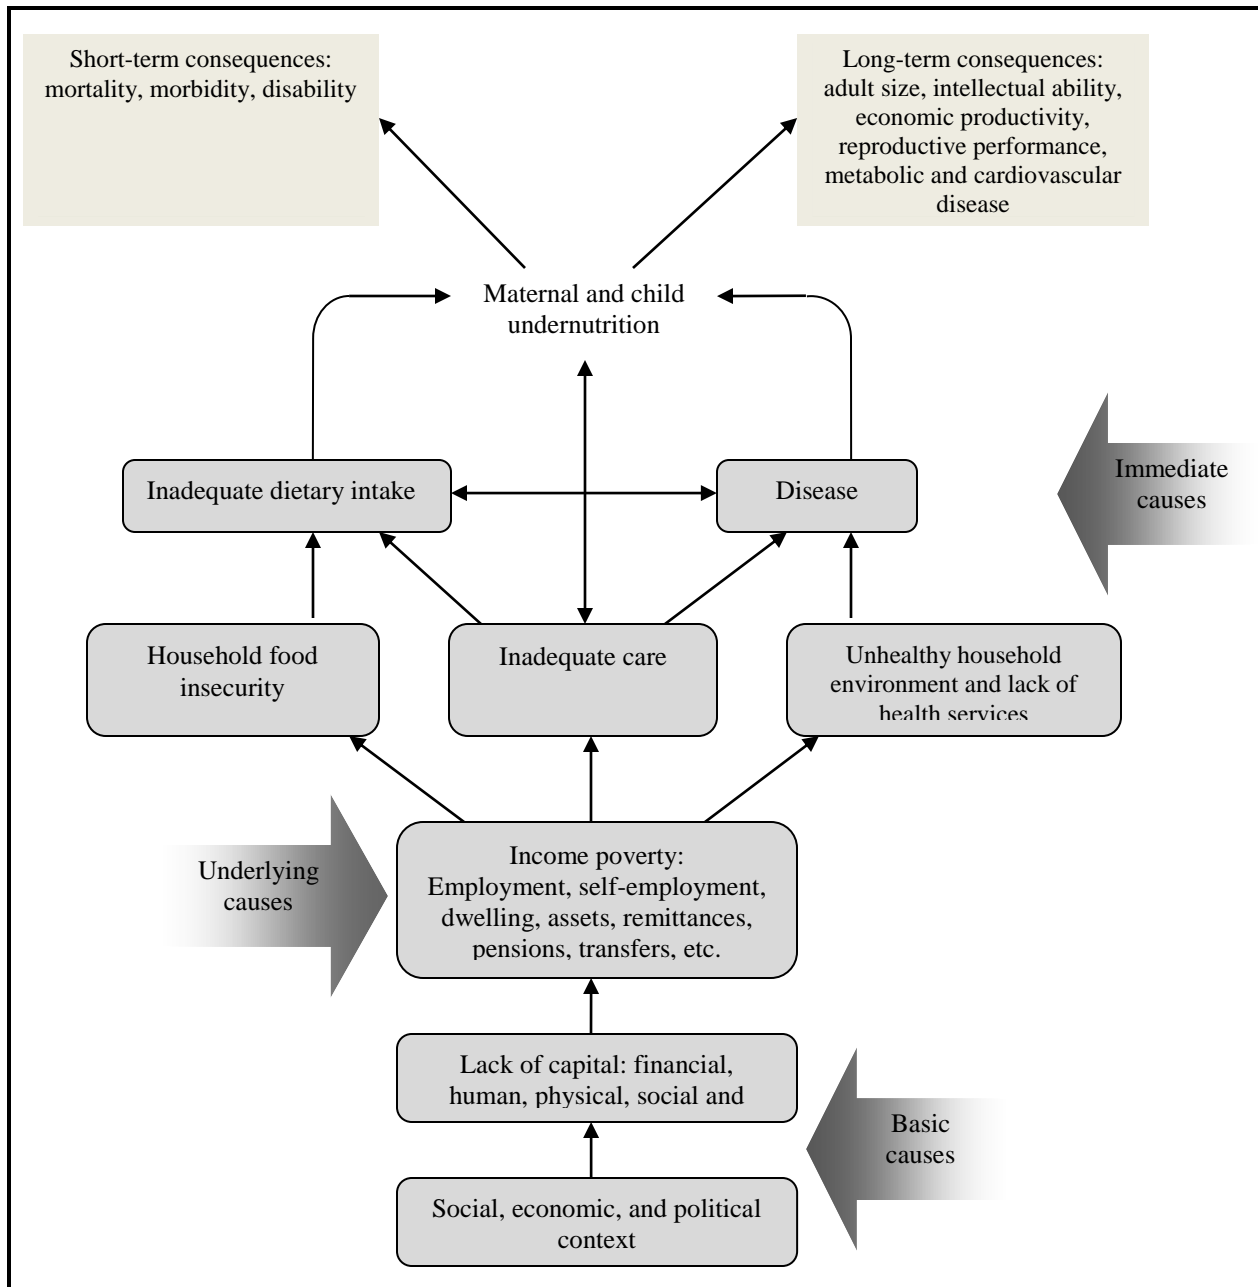 Short-term consequences:
mortality, morbidity, disability
Long-term consequences:
adult size, intellectual ability,
economic productivity,
reproductive performance,
metabolic and cardiovascular
disease
Maternal and child
undernutrition
Immediate
causes
Inadequate dietary intake
Disease
Household food
insecurity
Inadequate care
Unhealthy household
environment and lack of
health services
Underlying
causes
Income poverty:
Employment, self-employment,
dwelling, assets, remittances,
pensions, transfers, etc.
Lack of capital: financial,
human, physical, social and
Basic
causes
Social, economic, and political
context